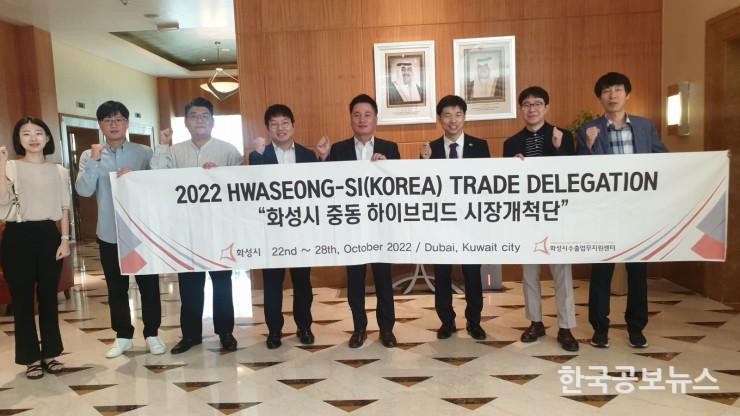 2022 HWASEONG-SI(KOREA) TRADE DELEGATION
“화성시 중동 하이브리드 시장개척단”
화성시 22nd ~ 28th, October 2022 / Dubai, Kuwait city 화성시수출업무지원센터
한국공보뉴스